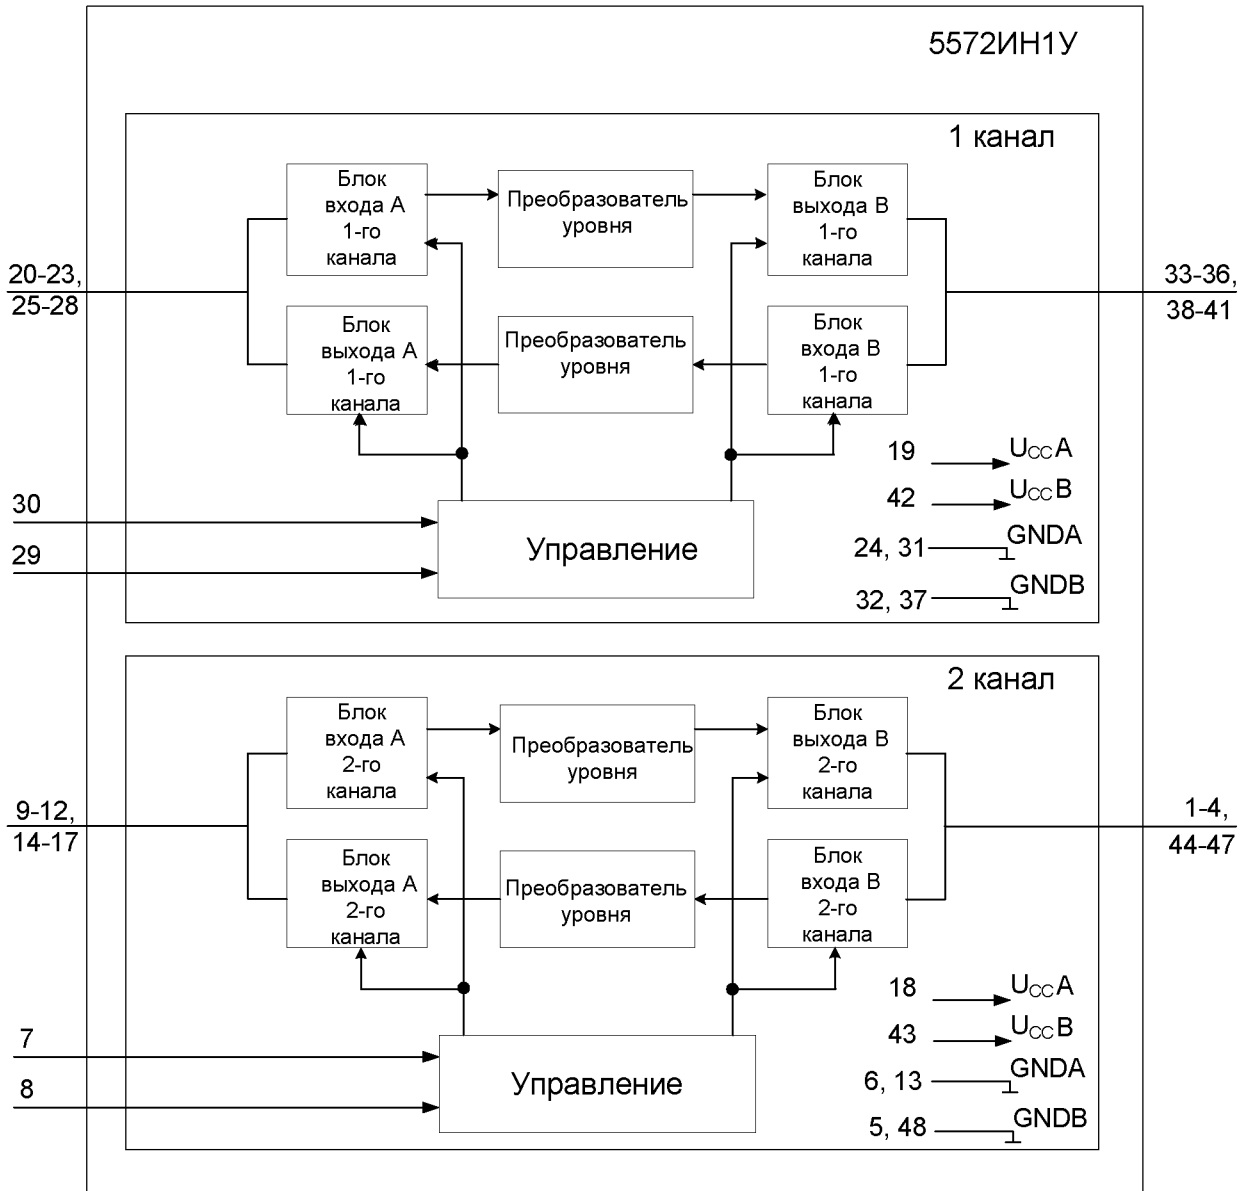 5572ИН1У
1 канал
Блок
входа А
1-го
канала
Преобразователь
уровня
Блок
выхода В
1-го
канала
20-23,
25-28
33-36,
38-41
Блок
выхода А
1-го
канала
Преобразователь
уровня
Блок
входа В
1-го
канала
19
UCCA
42
UCCB
24, 31
GNDA
32, 37
GNDB
30
29
Управление
2 канал
Блок
входа А
2-го
канала
Преобразователь
уровня
Блок
выхода В
2-го
канала
9-12,
14-17
1-4,
44-47
Блок
выхода А
2-го
канала
Преобразователь
уровня
Блок
входа В
2-го
канала
18
UCCA
43
UCCB
6, 13
GNDA
5, 48
GNDB
7
8
Управление